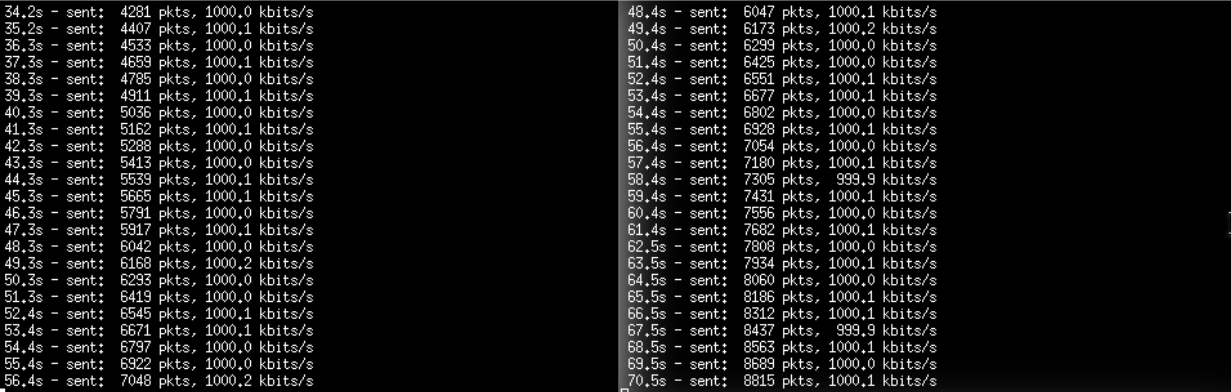 34.2s - sent:  4281 pkts, 1000.0 kbits/s
35.2s - sent:  4407 pkts, 1000.1 kbits/s
36.3s - sent:  4533 pkts, 1000.0 kbits/s
37.3s - sent:  4659 pkts, 1000.1 kbits/s
38.3s - sent:  4785 pkts, 1000.0 kbits/s
39.3s - sent:  4911 pkts, 1000.1 kbits/s
40.3s - sent:  5036 pkts, 1000.0 kbits/s
41.3s - sent:  5162 pkts, 1000.1 kbits/s
42.3s - sent:  5288 pkts, 1000.0 kbits/s
43.3s - sent:  5413 pkts, 1000.0 kbits/s
44.3s - sent:  5539 pkts, 1000.1 kbits/s
45.3s - sent:  5665 pkts, 1000.1 kbits/s
46.3s - sent:  5791 pkts, 1000.0 kbits/s
47.3s - sent:  5917 pkts, 1000.1 kbits/s
48.3s - sent:  6042 pkts, 1000.0 kbits/s
49.3s - sent:  6168 pkts, 1000.2 kbits/s
50.3s - sent:  6293 pkts, 1000.0 kbits/s
51.3s - sent:  6419 pkts, 1000.0 kbits/s
52.4s - sent:  6545 pkts, 1000.1 kbits/s
53.4s - sent:  6671 pkts, 1000.1 kbits/s
54.4s - sent:  6797 pkts, 1000.0 kbits/s
55.4s - sent:  6922 pkts, 1000.0 kbits/s
56.4s - sent:  7048 pkts, 1000.2 kbits/s
48.4s - sent:  6047 pkts, 1000.1 kbits/s
49.4s - sent:  6173 pkts, 1000.2 kbits/s
50.4s - sent:  6299 pkts, 1000.0 kbits/s
51.4s - sent:  6425 pkts, 1000.0 kbits/s
52.4s - sent:  6551 pkts, 1000.1 kbits/s
53.4s - sent:  6677 pkts, 1000.1 kbits/s
54.4s - sent:  6802 pkts, 1000.0 kbits/s
55.4s - sent:  6928 pkts, 1000.1 kbits/s
56.4s - sent:  7054 pkts, 1000.0 kbits/s
57.4s - sent:  7180 pkts, 1000.1 kbits/s
58.4s - sent:  7305 pkts,  999.9 kbits/s
59.4s - sent:  7431 pkts, 1000.1 kbits/s
60.4s - sent:  7556 pkts, 1000.0 kbits/s
61.4s - sent:  7682 pkts, 1000.1 kbits/s
62.5s - sent:  7808 pkts, 1000.0 kbits/s
63.5s - sent:  7934 pkts, 1000.1 kbits/s
64.5s - sent:  8060 pkts, 1000.0 kbits/s
65.5s - sent:  8186 pkts, 1000.1 kbits/s
66.5s - sent:  8312 pkts, 1000.1 kbits/s
67.5s - sent:  8437 pkts,  999.9 kbits/s
68.5s - sent:  8563 pkts, 1000.1 kbits/s
69.5s - sent:  8689 pkts, 1000.0 kbits/s
70.5s - sent:  8815 pkts, 1000.1 kbits/s